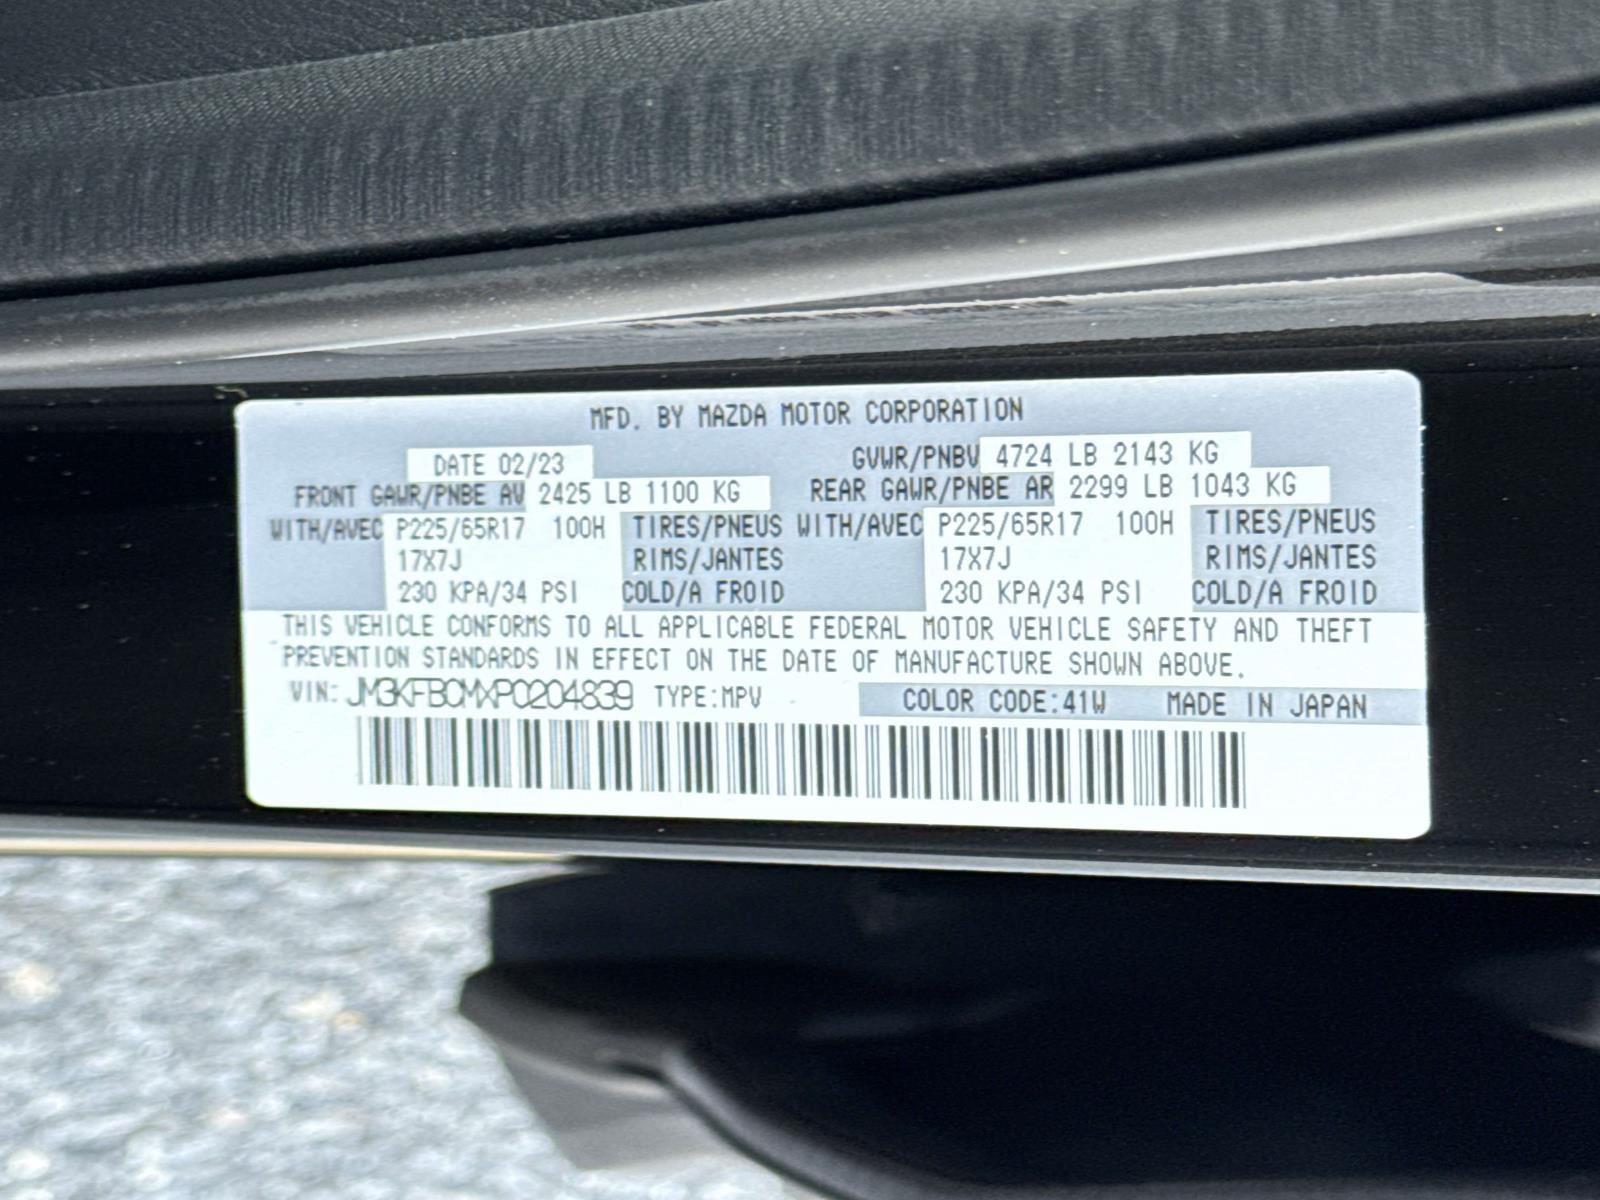 MFD. BY MAZDA MOTOR CORPORATION
DATE 02/23 GVWR/PNBV 4724 LB 2143 KG
FRONT GAWR/PNBE AV 2425 LB 1100 KG REAR GAWR/PNBE AR 2299 LB 1043 KG
WITH/AVEC P225/65R17 100H TIRES/PNEUS WITH/AVEC P225/65R17 100H TIRES/PNEUS
17X7J RIMS/JANTES 17X7J RIMS/JANTES
230 KPA/34 PSI COLD/A FROID 230 KPA/34 PSI COLD/A FROID
THIS VEHICLE CONFORMS TO ALL APPLICABLE FEDERAL MOTOR VEHICLE SAFETY AND THEFT
PREVENTION STANDARDS IN EFFECT ON THE DATE OF MANUFACTURE SHOWN ABOVE.
VIN: JM3KFBCMXP0204839 TYPE:MPV COLOR CODE:41W MADE IN JAPAN